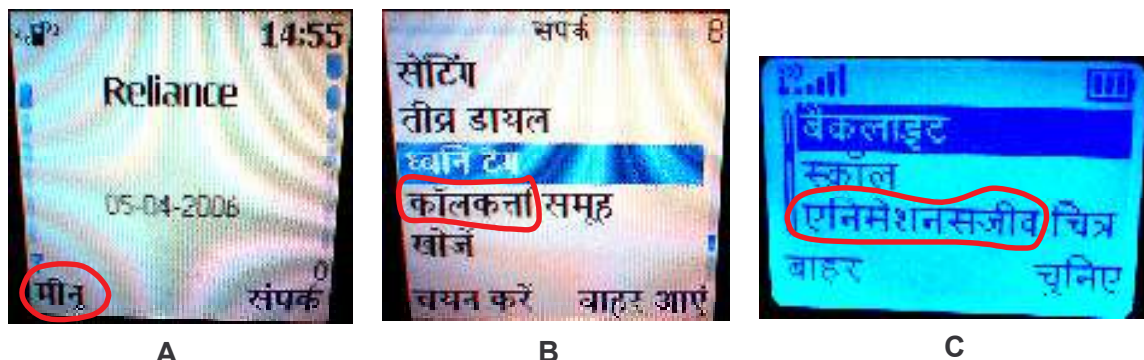 14:55
Reliance
05-04-2006
मीनु
संपर्क
A
संपर्क
8
सेटिंग
तीव्र डायल
ध्वनि टैग
कॉलकर्त्ता समूह
खोजें
चयन करें
बाहर आएं
B
बैकलाइट
स्क्रॉल
एनिमेशनसजीव चित्र
बाहर
चुनिए
C